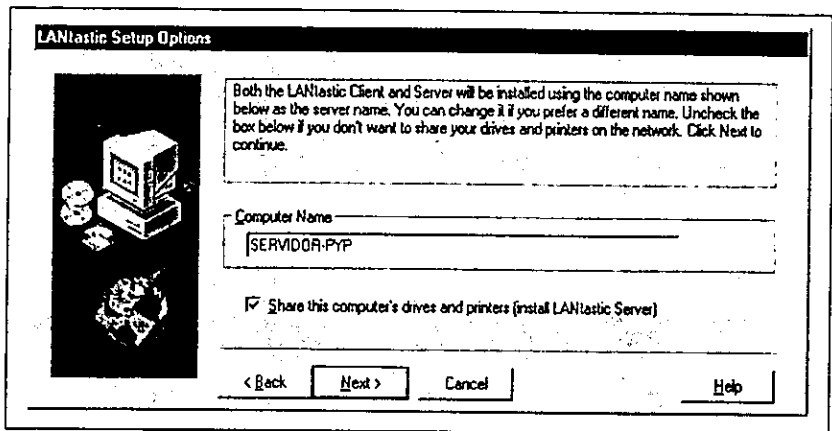 LANtastic Setup Options
Both the LANtastic Client and Server will be installed using the computer name shown
below as the server name. You can change it if you prefer a different name. Uncheck the
box below if you don't want to share your drives and printers on the network. Click Next to
continue.
Computer Name
SERVIDOR-PYP
Share this computer's drives and printers (install LANtastic Server)
< Back
Next >
Cancel
Help